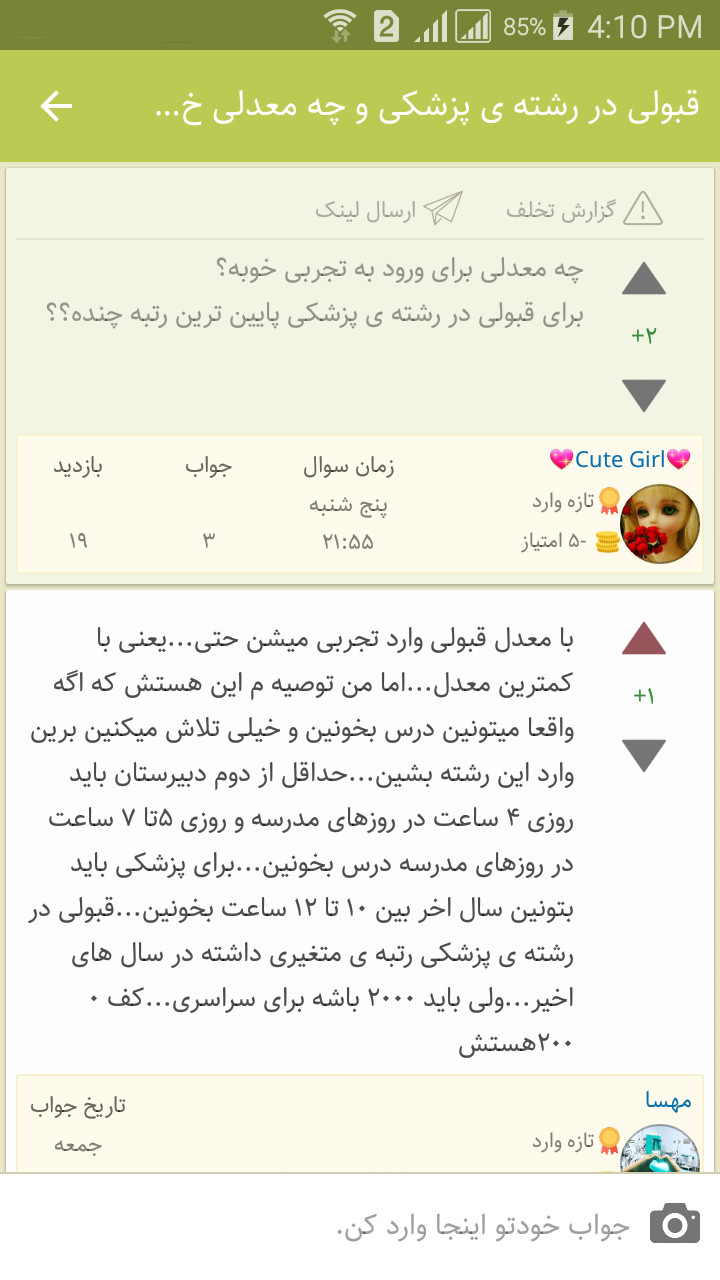 2 85% 4:10 PM
قبولی در رشته ی پزشکی و چه معدلی خ...
گزارش تخلف ارسال لینک
چه معدلی برای ورود به تجربی خوبه؟
برای قبولی در رشته ی پزشکی پایین ترین رتبه چنده؟؟
+۲
💖Cute Girl💖
زمان سوال جواب بازدید
تازه وارد پنج شنبه
-۵ امتیاز ۲۱:۵۵ ۳ ۱۹
با معدل قبولی وارد تجربی میشن حتی...یعنی با
کمترین معدل...اما من توصیه م این هستش که اگه
واقعا میتونین درس بخونین و خیلی تلاش میکنین برین
وارد این رشته بشین...حداقل از دوم دبیرستان باید
روزی ۴ ساعت در روزهای مدرسه و روزی ۵تا ۷ ساعت
در روزهای مدرسه درس بخونین...برای پزشکی باید
بتونین سال اخر بین ۱۰ تا ۱۲ ساعت بخونین...قبولی در
رشته ی پزشکی رتبه ی متغیری داشته در سال های
اخیر...ولی باید ۲۰۰۰ باشه برای سراسری...کف ۰
۲۰۰هستش
+۱
مهسا
تاریخ جواب
تازه وارد جمعه
جواب خودتو اینجا وارد کن.